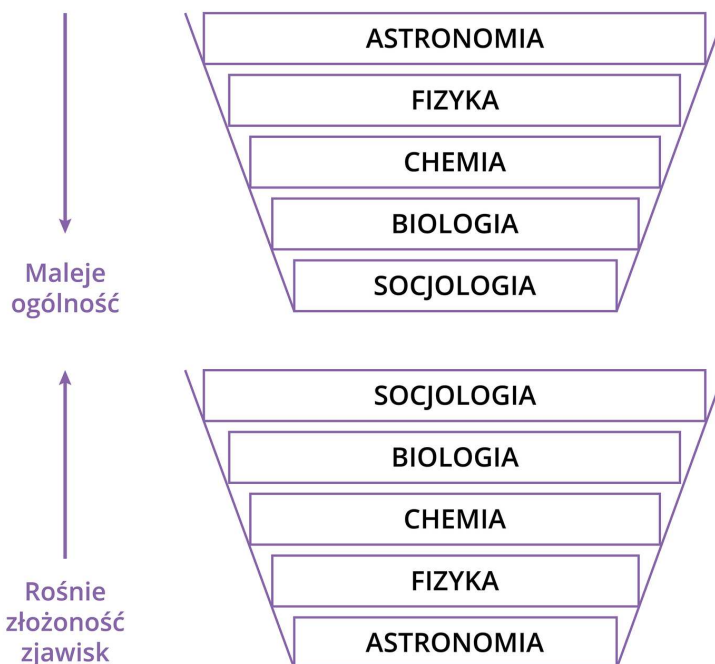 ASTRONOMIA
FIZYKA
CHEMIA
BIOLOGIA
SOCJOLOGIA
Maleje
ogólność
SOCJOLOGIA
BIOLOGIA
CHEMIA
FIZYKA
ASTRONOMIA
Rośnie
złożoność
zjawisk